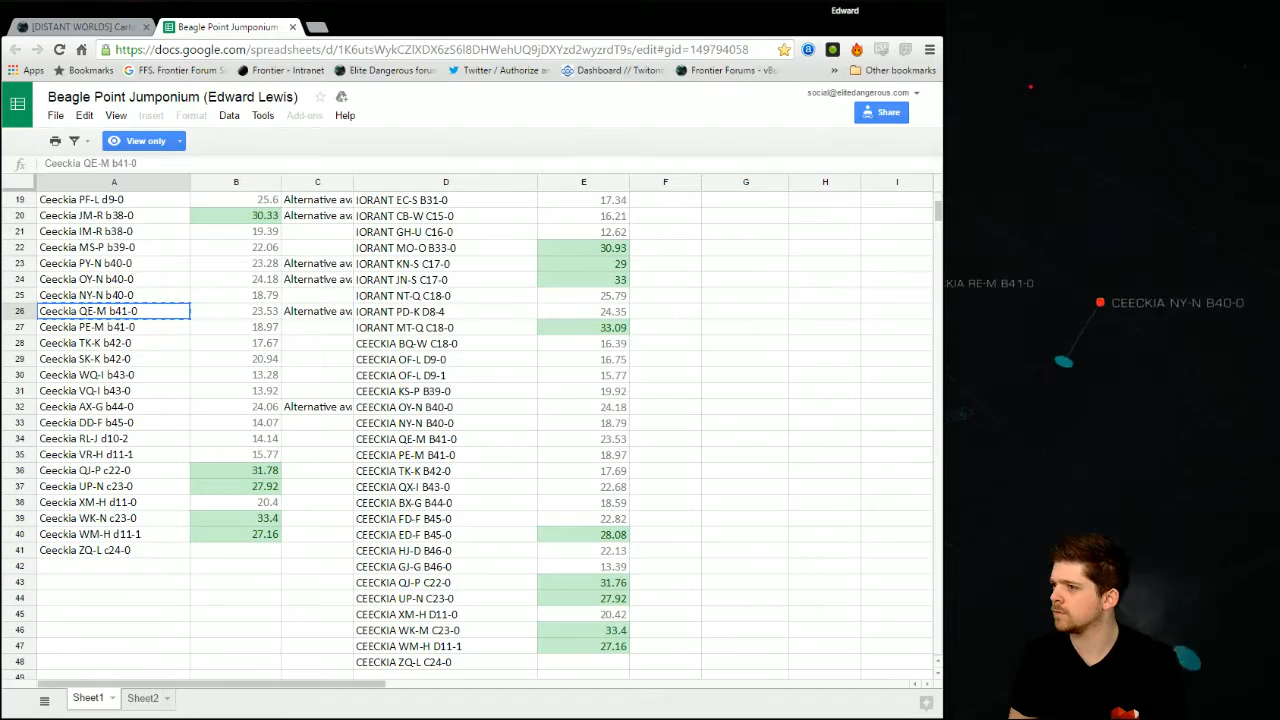 Edward
[DISTANT WORLDS] Carto × Beagle Point Jumponium ×
https://docs.google.com/spreadsheets/d/1K6utsWykCZlXDX6zS6l8DHWehUQ9jDXYzd2wyzrdT9s/edit#gid=149794058
Apps Bookmarks FFS.Frontier Forum S Frontier - Intranet Elite Dangerous forum Twitter / Authorize a Dashboard // Twitong Frontier Forums - vBu » Other bookmarks
Beagle Point Jumponium (Edward Lewis)
social@elitedangerous.com
File Edit View Insert Format Data Tools Add-ons Help
Share
View only
fx Ceeckia QE-M b41-0
A B C D E F G H I
19 Ceeckia PF-L d9-0 25.6 Alternative ava IORANT EC-S B31-0 17.34
20 Ceeckia JM-R b38-0 30.33 Alternative ava IORANT CB-W C15-0 16.21
21 Ceeckia IM-R b38-0 19.39 IORANT GH-U C16-0 12.62
22 Ceeckia MS-P b39-0 22.06 IORANT MO-O B33-0 30.93
23 Ceeckia PY-N b40-0 23.28 Alternative ava IORANT KN-S C17-0 29
24 Ceeckia OY-N b40-0 24.18 Alternative ava IORANT JN-S C17-0 33
25 Ceeckia NY-N b40-0 18.79 IORANT NT-Q C18-0 25.79
26 Ceeckia QE-M b41-0 23.53 Alternative ava IORANT PD-K D8-4 24.35
27 Ceeckia PE-M b41-0 18.97 IORANT MT-Q C18-0 33.09
28 Ceeckia TK-K b42-0 17.67 CEECKIA BQ-W C18-0 16.39
29 Ceeckia SK-K b42-0 20.94 CEECKIA OF-L D9-0 16.75
30 Ceeckia WQ-I b43-0 13.28 CEECKIA OF-L D9-1 15.77
31 Ceeckia VQ-I b43-0 13.92 CEECKIA KS-P B39-0 19.92
32 Ceeckia AX-G b44-0 24.06 Alternative ava CEECKIA OY-N B40-0 24.18
33 Ceeckia DD-F b45-0 14.07 CEECKIA NY-N B40-0 18.79
34 Ceeckia RL-J d10-2 14.14 CEECKIA QE-M B41-0 23.53
35 Ceeckia VR-H d11-1 15.77 CEECKIA PE-M B41-0 18.97
36 Ceeckia QJ-P c22-0 31.78 CEECKIA TK-K B42-0 17.69
37 Ceeckia UP-N c23-0 27.92 CEECKIA QX-I B43-0 22.68
38 Ceeckia XM-H d11-0 20.4 CEECKIA BX-G B44-0 18.59
39 Ceeckia WK-N c23-0 33.4 CEECKIA FD-F B45-0 22.82
40 Ceeckia WM-H d11-1 27.16 CEECKIA ED-F B45-0 28.08
41 Ceeckia ZQ-L c24-0 CEECKIA HJ-D B46-0 22.13
42 CEECKIA GJ-G B46-0 13.39
43 CEECKIA QJ-P C22-0 31.76
44 CEECKIA UP-N C23-0 27.92
45 CEECKIA XM-H D11-0 20.42
46 CEECKIA WK-M C23-0 33.4
47 CEECKIA WM-H D11-1 27.16
48 CEECKIA ZQ-L C24-0
49
Sheet1 Sheet2
KIA RE-M B41-0
CEECKIA NY-N B40-0